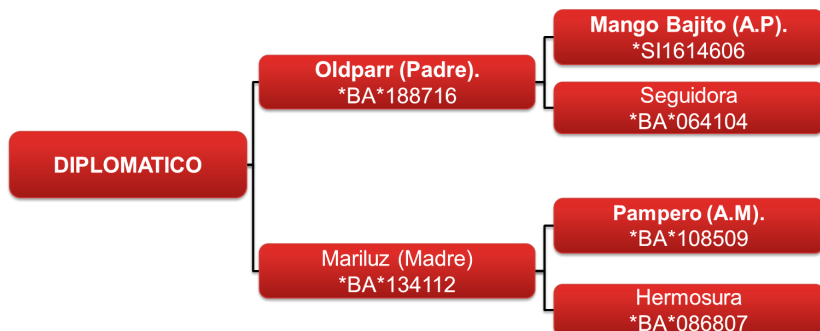 DIPLOMATICO
Oldparr (Padre).
*BA*188716
Mango Bajito (A.P).
*SI1614606
Seguidora
*BA*064104
Mariluz (Madre)
*BA*134112
Pampero (A.M).
*BA*108509
Hermosura
*BA*086807